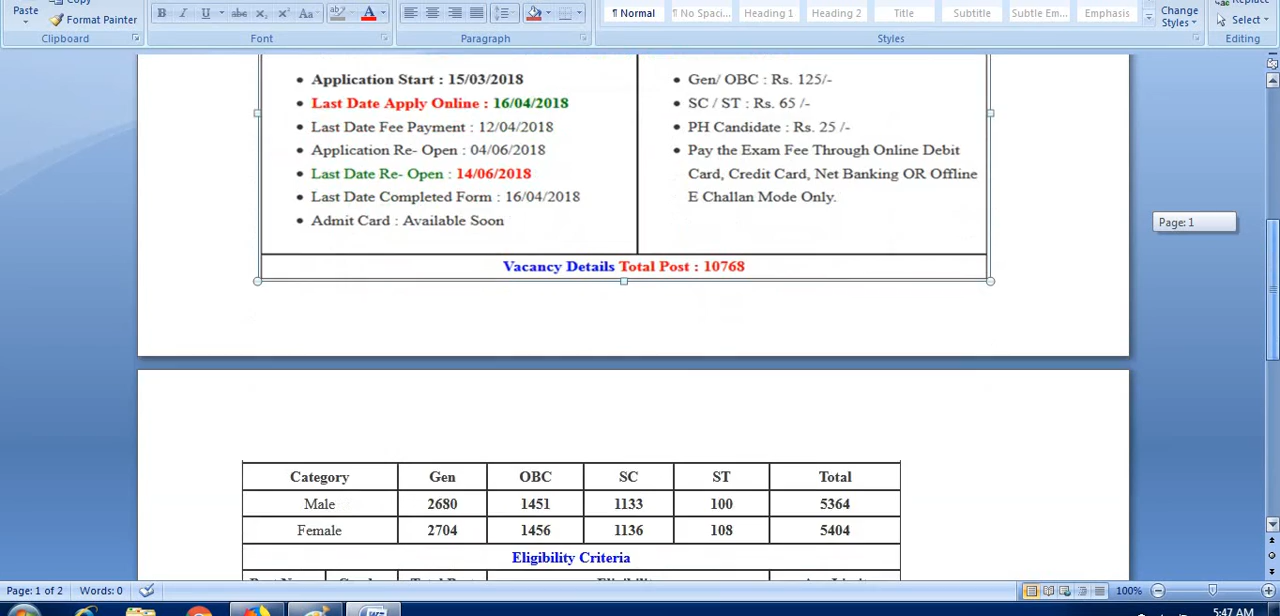 Paste
Copy
Format Painter
Clipboard
B I U abc x₂ x² Aa
ab A
Font
Paragraph
¶ Normal
¶ No Spaci...
Heading 1
Heading 2
Title
Subtitle
Subtle Em...
Emphasis
Styles
Change
Styles
Replace
Select
Editing
• Application Start : 15/03/2018
• Last Date Apply Online : 16/04/2018
• Last Date Fee Payment : 12/04/2018
• Application Re- Open : 04/06/2018
• Last Date Re- Open : 14/06/2018
• Last Date Completed Form : 16/04/2018
• Admit Card : Available Soon
• Gen/ OBC : Rs. 125/-
• SC / ST : Rs. 65 /-
• PH Candidate : Rs. 25 /-
• Pay the Exam Fee Through Online Debit
Card, Credit Card, Net Banking OR Offline
E Challan Mode Only.
Page: 1
Vacancy Details Total Post : 10768
Category Gen OBC SC ST Total
Male 2680 1451 1133 100 5364
Female 2704 1456 1136 108 5404
Eligibility Criteria
Page: 1 of 2 Words: 0 100%
5:47 AM